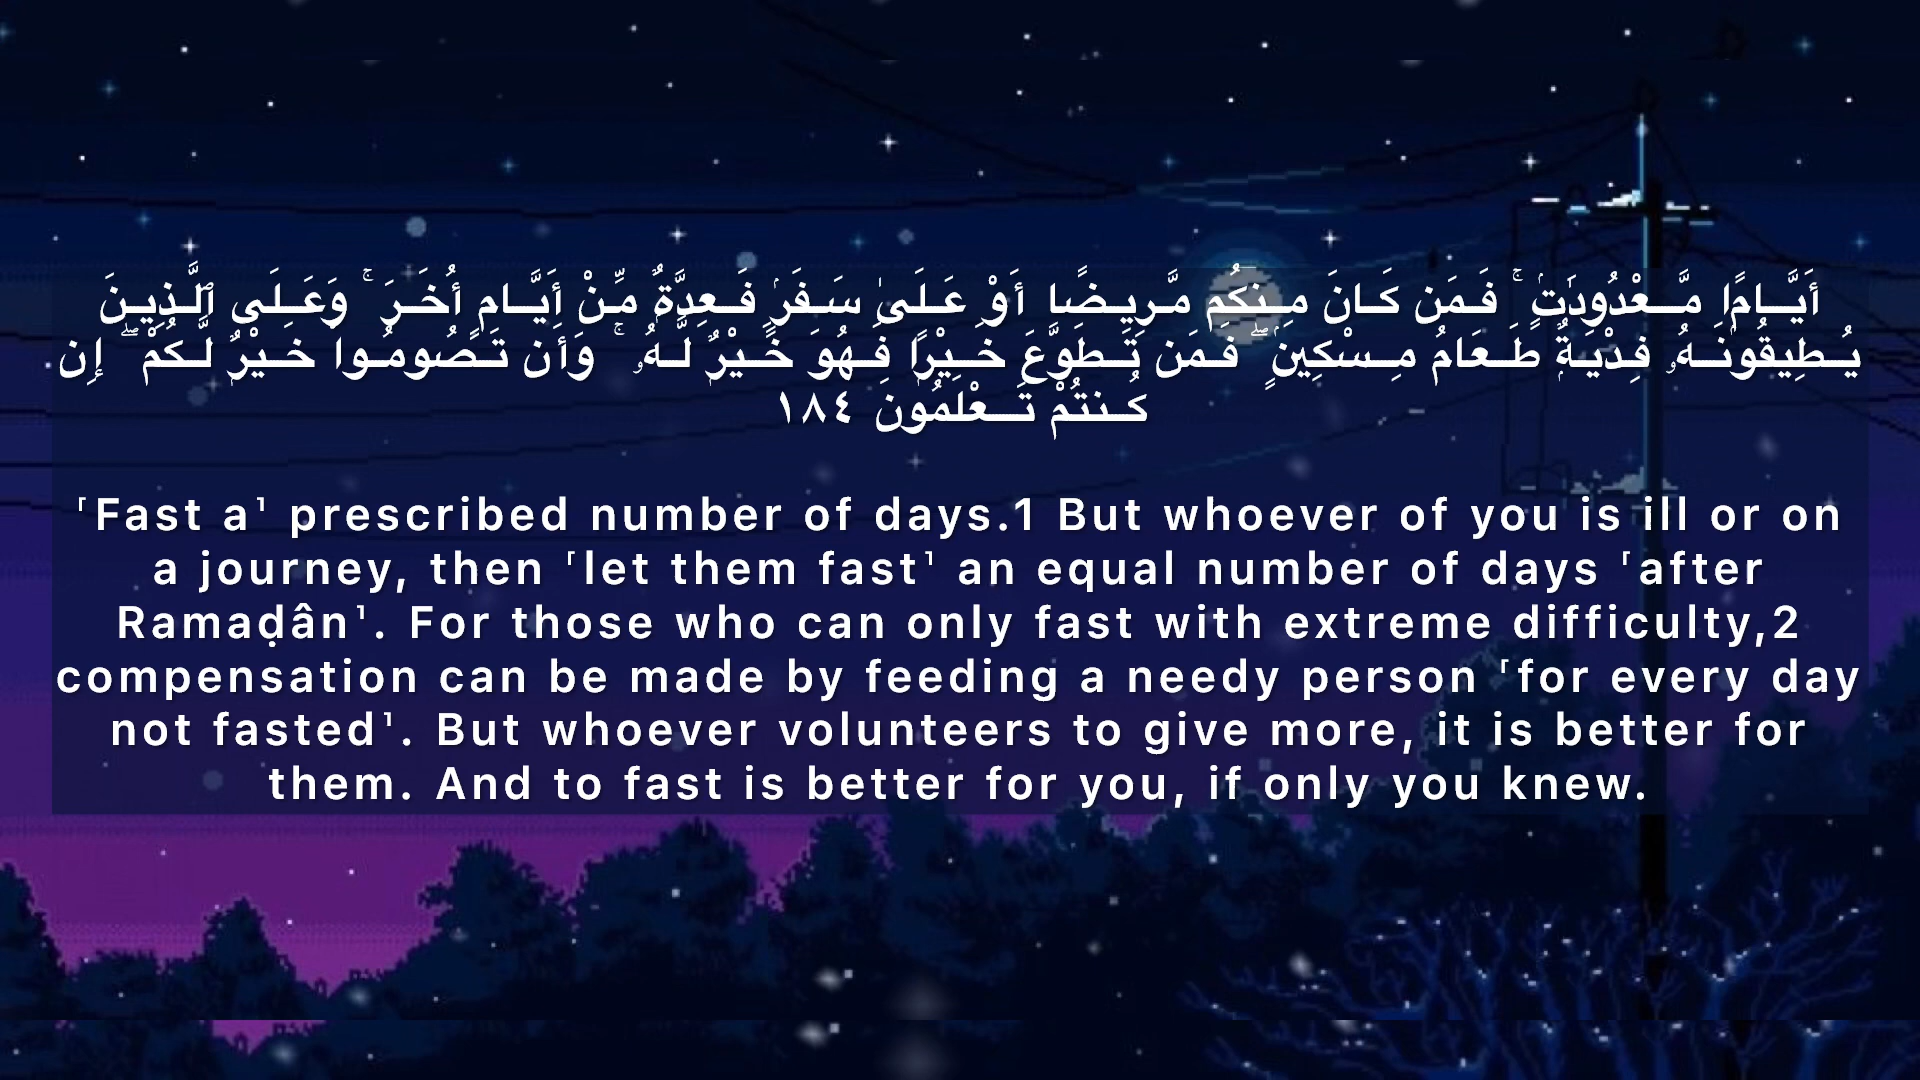 أَيَّامًا مَّعْدُودَٰتٍ ۚ فَمَن كَانَ مِنكُم مَّرِيضًا أَوْ عَلَىٰ سَفَرٍ فَعِدَّةٌ مِّنْ أَيَّامٍ أُخَرَ ۚ وَعَلَى ٱلَّذِينَ
يُطِيقُونَهُۥ فِدْيَةٌ طَعَامُ مِسْكِينٍ ۖ فَمَن تَطَوَّعَ خَيْرًا فَهُوَ خَيْرٌ لَّهُۥ ۚ وَأَن تَصُومُوا خَيْرٌ لَّكُمْ ۖ إِن
كُنتُمْ تَعْلَمُونَ ١٨٤
˹Fast a˺ prescribed number of days.1 But whoever of you is ill or on
a journey, then ˹let them fast˺ an equal number of days ˹after
Ramaḍân˺. For those who can only fast with extreme difficulty,2
compensation can be made by feeding a needy person ˹for every day
not fasted˺. But whoever volunteers to give more, it is better for
them. And to fast is better for you, if only you knew.